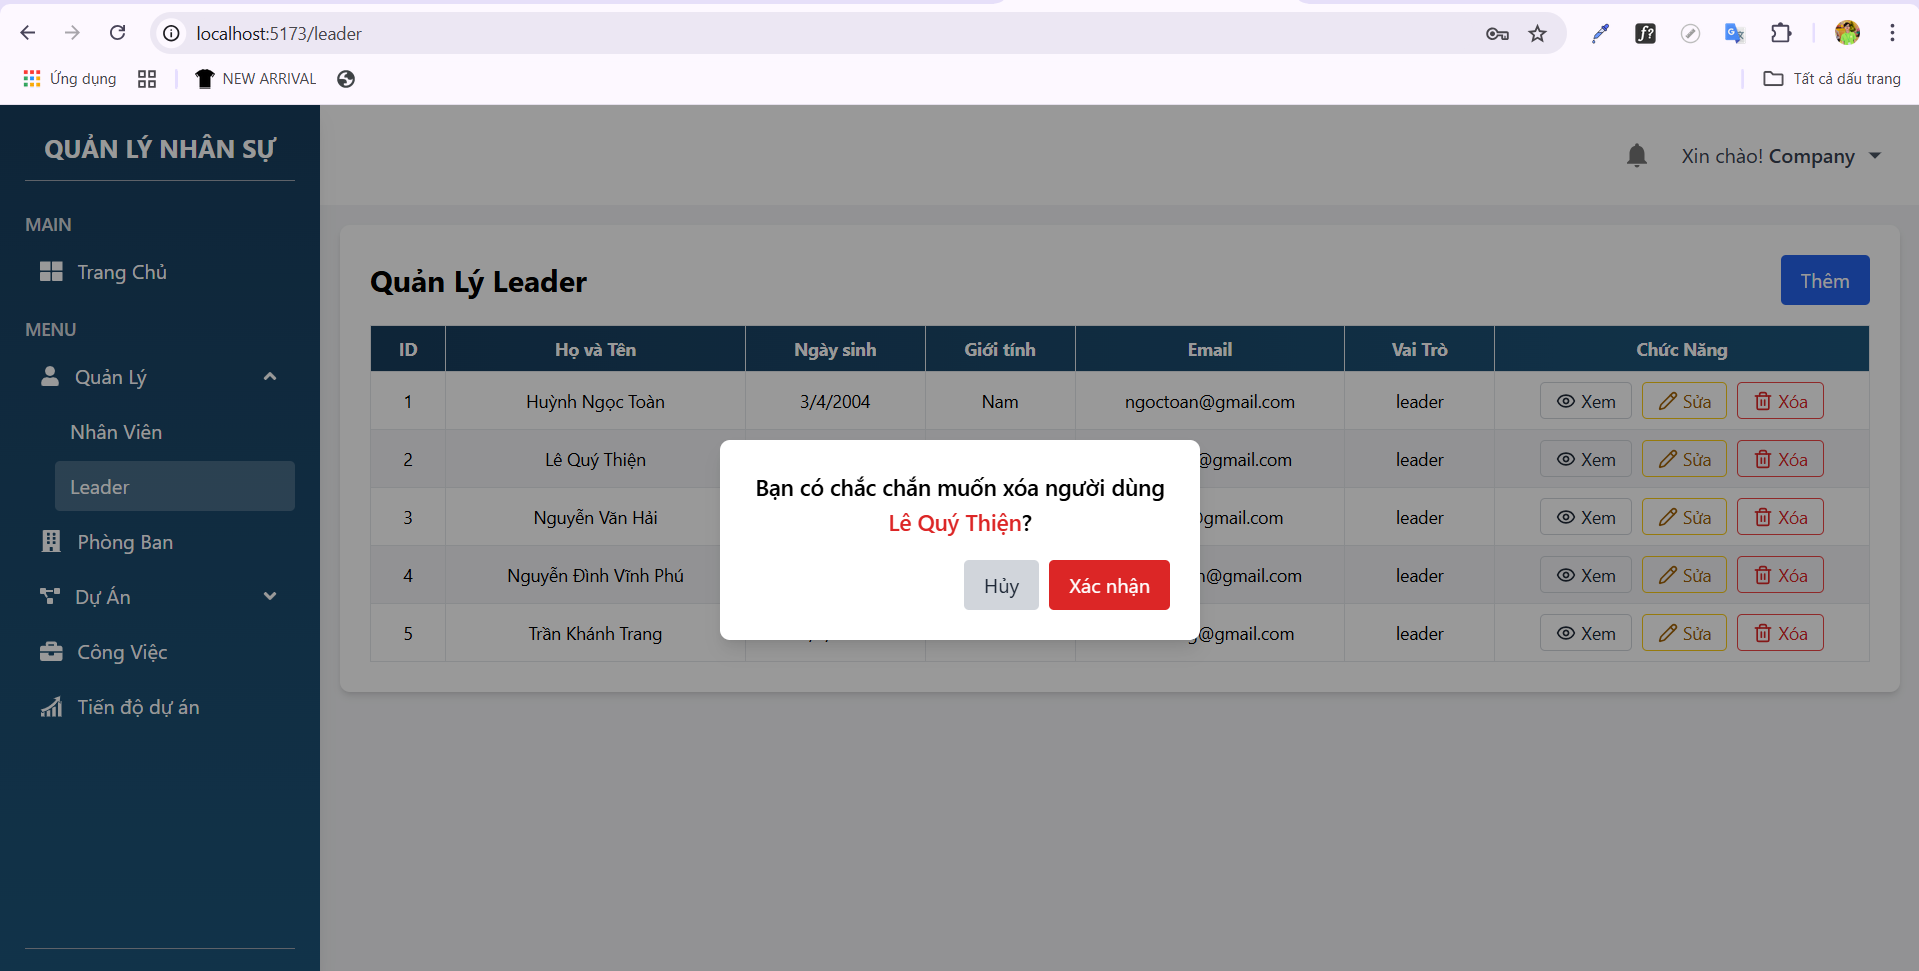 localhost:5173/leader
Ứng dụng
NEW ARRIVAL
Tất cả dấu trang
QUẢN LÝ NHÂN SỰ
MAIN
Trang Chủ
MENU
Quản Lý
Nhân Viên
Leader
Phòng Ban
Dự Án
Công Việc
Tiến độ dự án
Xin chào! Company
Quản Lý Leader
Thêm
ID Họ và Tên Ngày sinh Giới tính Email Vai Trò Chức Năng
1 Huỳnh Ngọc Toàn 3/4/2004 Nam ngoctoan@gmail.com leader Xem Sửa Xóa
2 Lê Quý Thiện @gmail.com leader Xem Sửa Xóa
3 Nguyễn Văn Hải gmail.com leader Xem Sửa Xóa
4 Nguyễn Đình Vĩnh Phú @gmail.com leader Xem Sửa Xóa
5 Trần Khánh Trang @gmail.com leader Xem Sửa Xóa
Bạn có chắc chắn muốn xóa người dùng
Lê Quý Thiện?
Hủy
Xác nhận